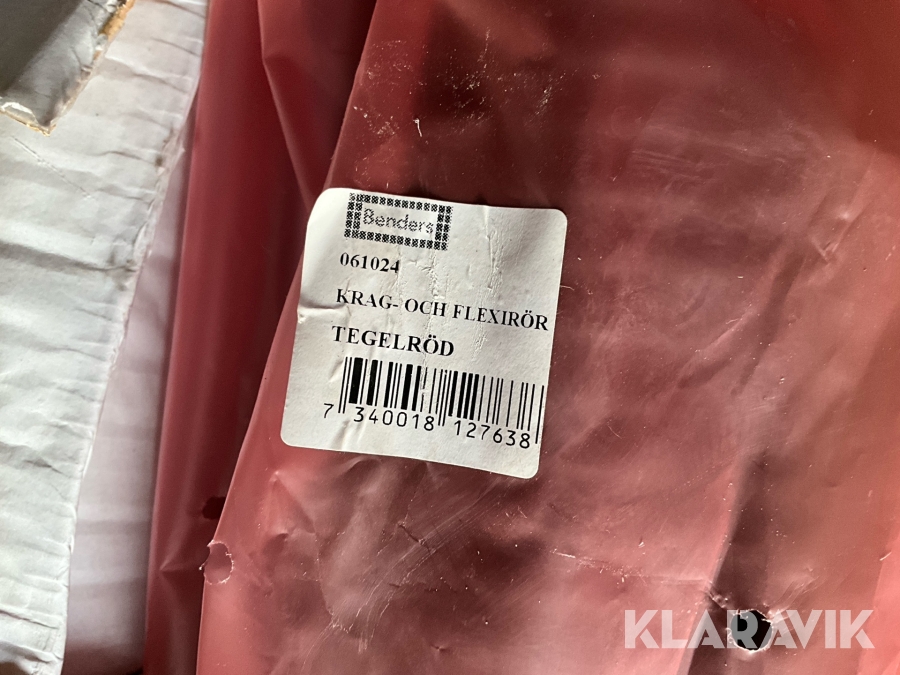 Benders
061024
KRAG- OCH FLEXIRÖR
TEGELRÖD
7 340018 127638
KLARAVIK